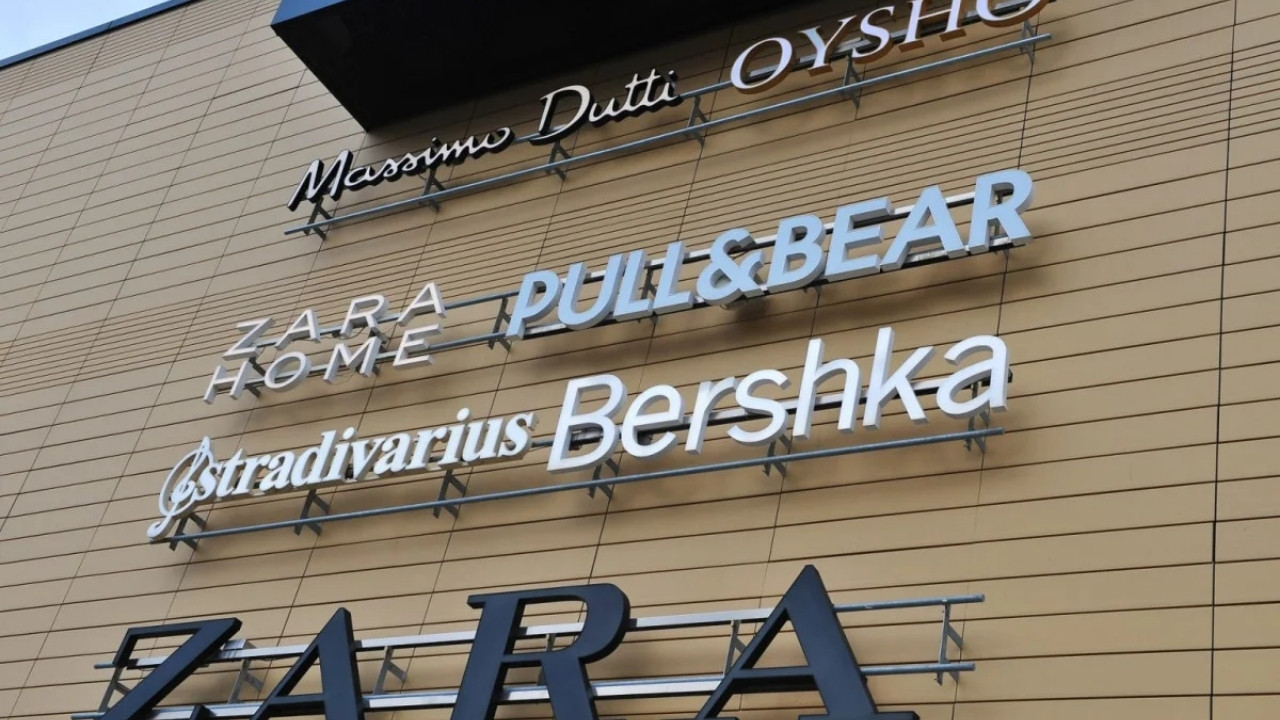 Massimo Dutti OYSHO
ZARA HOME PULL&BEAR
stradivarius Bershka
ZARA